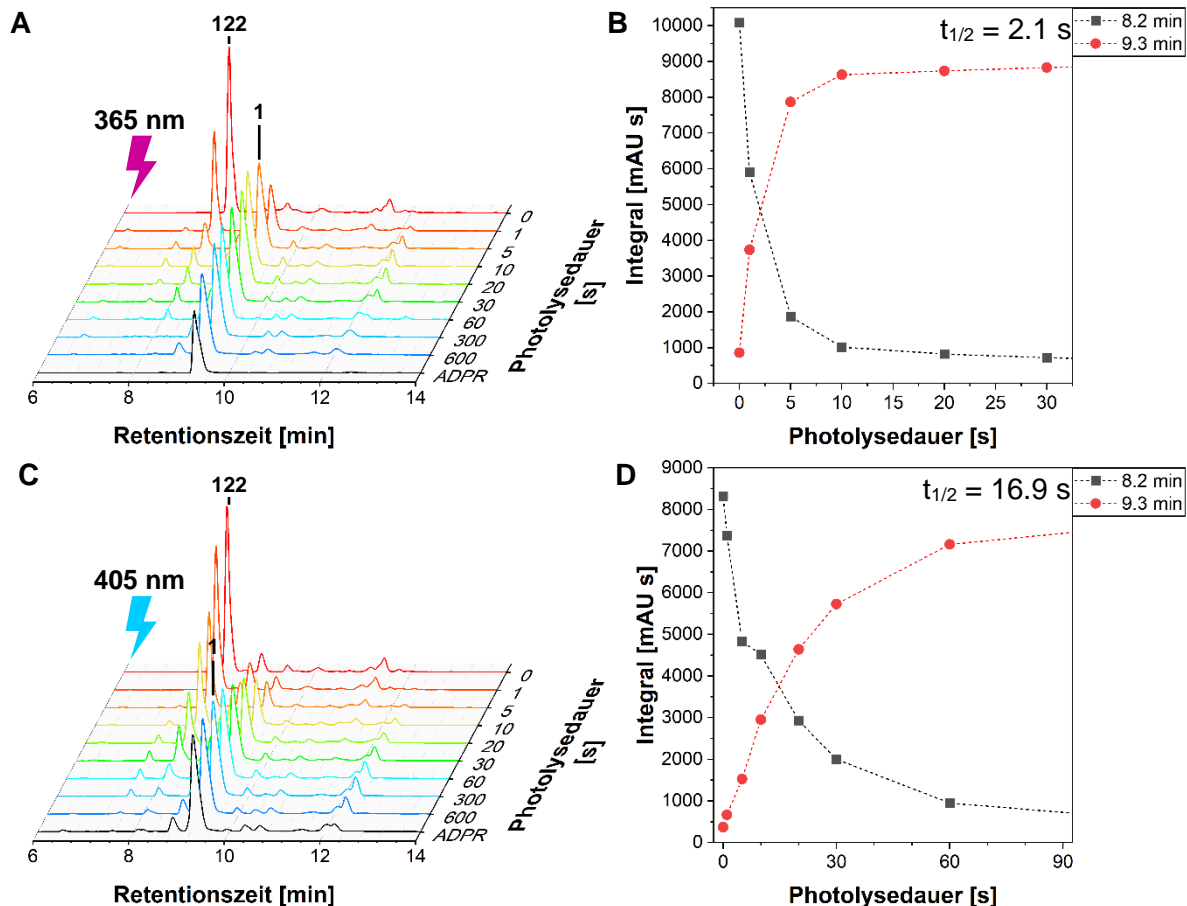 A
122
1
365 nm
0
1
5
10
20
30
60
300
600
ADPR
Photolysedauer
[s]
6 8 10 12 14
Retentionszeit [min]
B
t1/2 = 2.1 s
8.2 min
9.3 min
10000
9000
8000
7000
6000
5000
4000
3000
2000
1000
0
Integral [mAU s]
0 5 10 15 20 25 30
Photolysedauer [s]
C
122
405 nm
1
0
1
5
10
20
30
60
300
600
ADPR
Photolysedauer
[s]
6 8 10 12 14
Retentionszeit [min]
D
t1/2 = 16.9 s
8.2 min
9.3 min
9000
8000
7000
6000
5000
4000
3000
2000
1000
0
Integral [mAU s]
0 30 60 90
Photolysedauer [s]